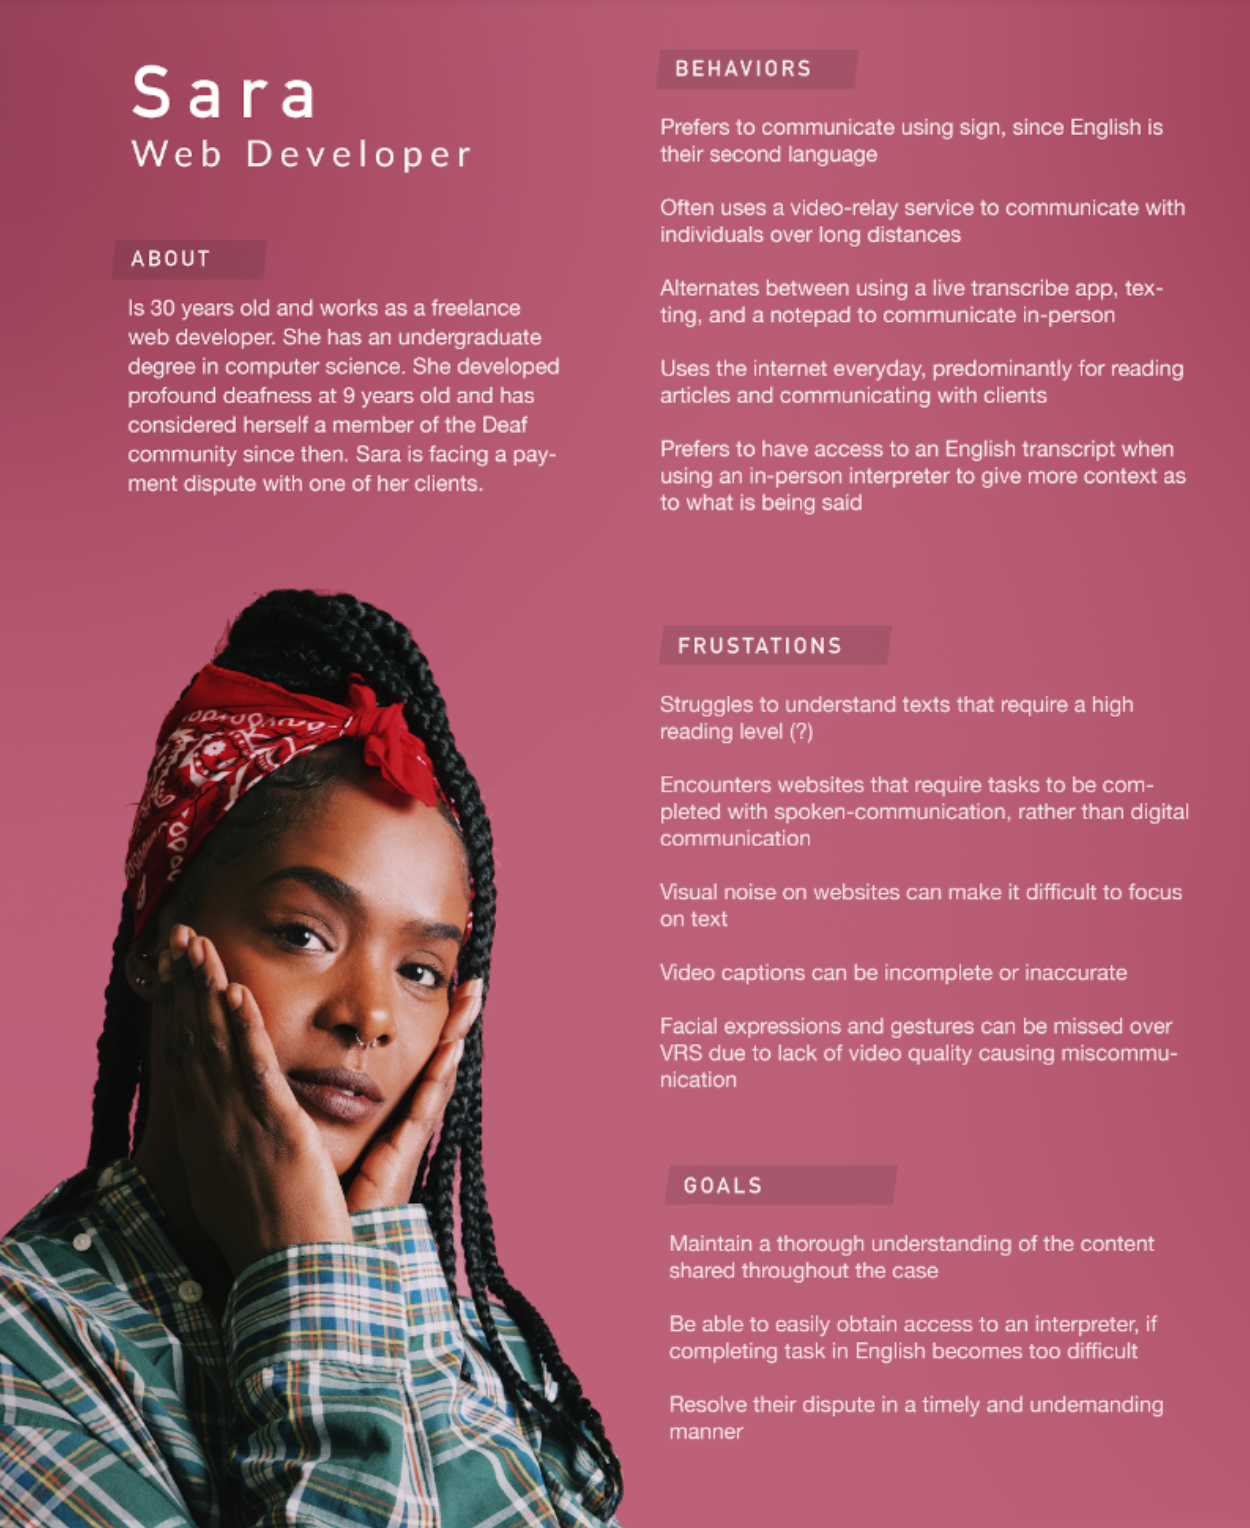 Sara
Web Developer
ABOUT
Is 30 years old and works as a freelance
web developer. She has an undergraduate
degree in computer science. She developed
profound deafness at 9 years old and has
considered herself a member of the Deaf
community since then. Sara is facing a pay-
ment dispute with one of her clients.
BEHAVIORS
Prefers to communicate using sign, since English is
their second language
Often uses a video-relay service to communicate with
individuals over long distances
Alternates between using a live transcribe app, tex-
ting, and a notepad to communicate in-person
Uses the internet everyday, predominantly for reading
articles and communicating with clients
Prefers to have access to an English transcript when
using an in-person interpreter to give more context as
to what is being said
FRUSTATIONS
Struggles to understand texts that require a high
reading level (?)
Encounters websites that require tasks to be com-
pleted with spoken-communication, rather than digital
communication
Visual noise on websites can make it difficult to focus
on text
Video captions can be incomplete or inaccurate
Facial expressions and gestures can be missed over
VRS due to lack of video quality causing miscommu-
nication
GOALS
Maintain a thorough understanding of the content
shared throughout the case
Be able to easily obtain access to an interpreter, if
completing task in English becomes too difficult
Resolve their dispute in a timely and undemanding
manner